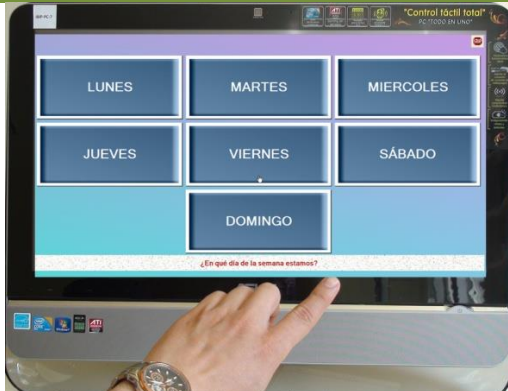 "Control táctil total"
PC "TODO EN UNO"
LUNES
MARTES
MIERCOLES
JUEVES
VIERNES
SÁBADO
DOMINGO
¿En qué día de la semana estamos?
ATI